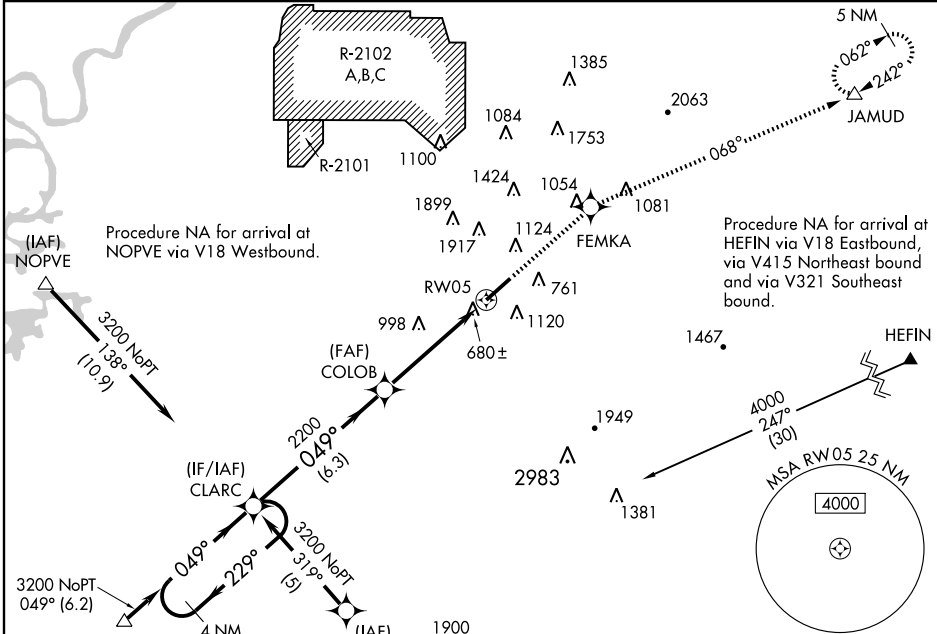 5 NM
R-2102
A,B,C
062°
242°
JAMUD
1385
2063
1084
1753
R-2101
1100
068°
1424
1054
1081
1899
FEMKA
1917
1124
(IAF)
NOPVE
Procedure NA for arrival at
NOPVE via V18 Westbound.
Procedure NA for arrival at
HEFIN via V18 Eastbound,
via V415 Northeast bound
and via V321 Southeast
bound.
RW05
761
998
1120
680±
1467
HEFIN
3200 NoPT
138°
(10.9)
(FAF)
COLOB
4000
247°
(30)
2200
049°
(6.3)
1949
2983
1381
(IF/IAF)
CLARC
MSA RW05 25 NM
4000
049°
229°
3200 NoPT
319°
(5)
3200 NoPT
049° (6.2)
4 NM
(IAF)
1900